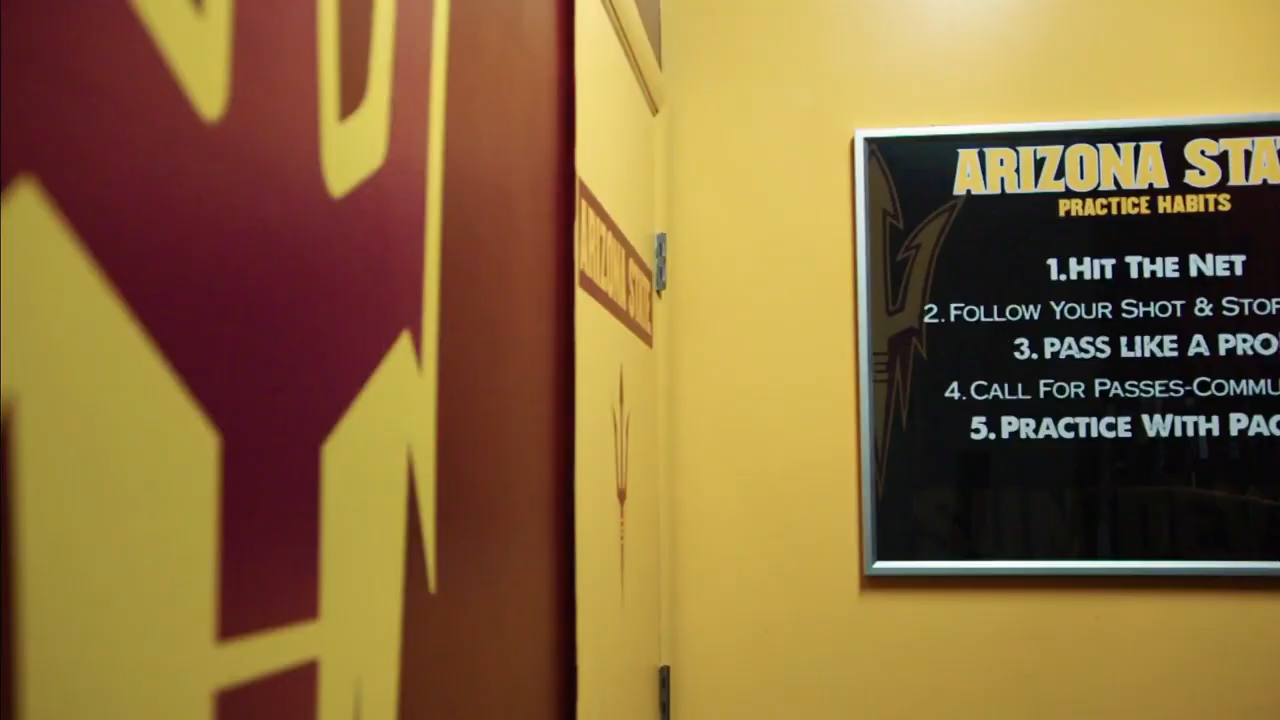 ARIZONA STATE
ARIZONA STA
PRACTICE HABITS
1. HIT THE NET
2. FOLLOW YOUR SHOT & STO
3. PASS LIKE A PRO
4. CALL FOR PASSES-COMMU
5. PRACTICE WITH PAC